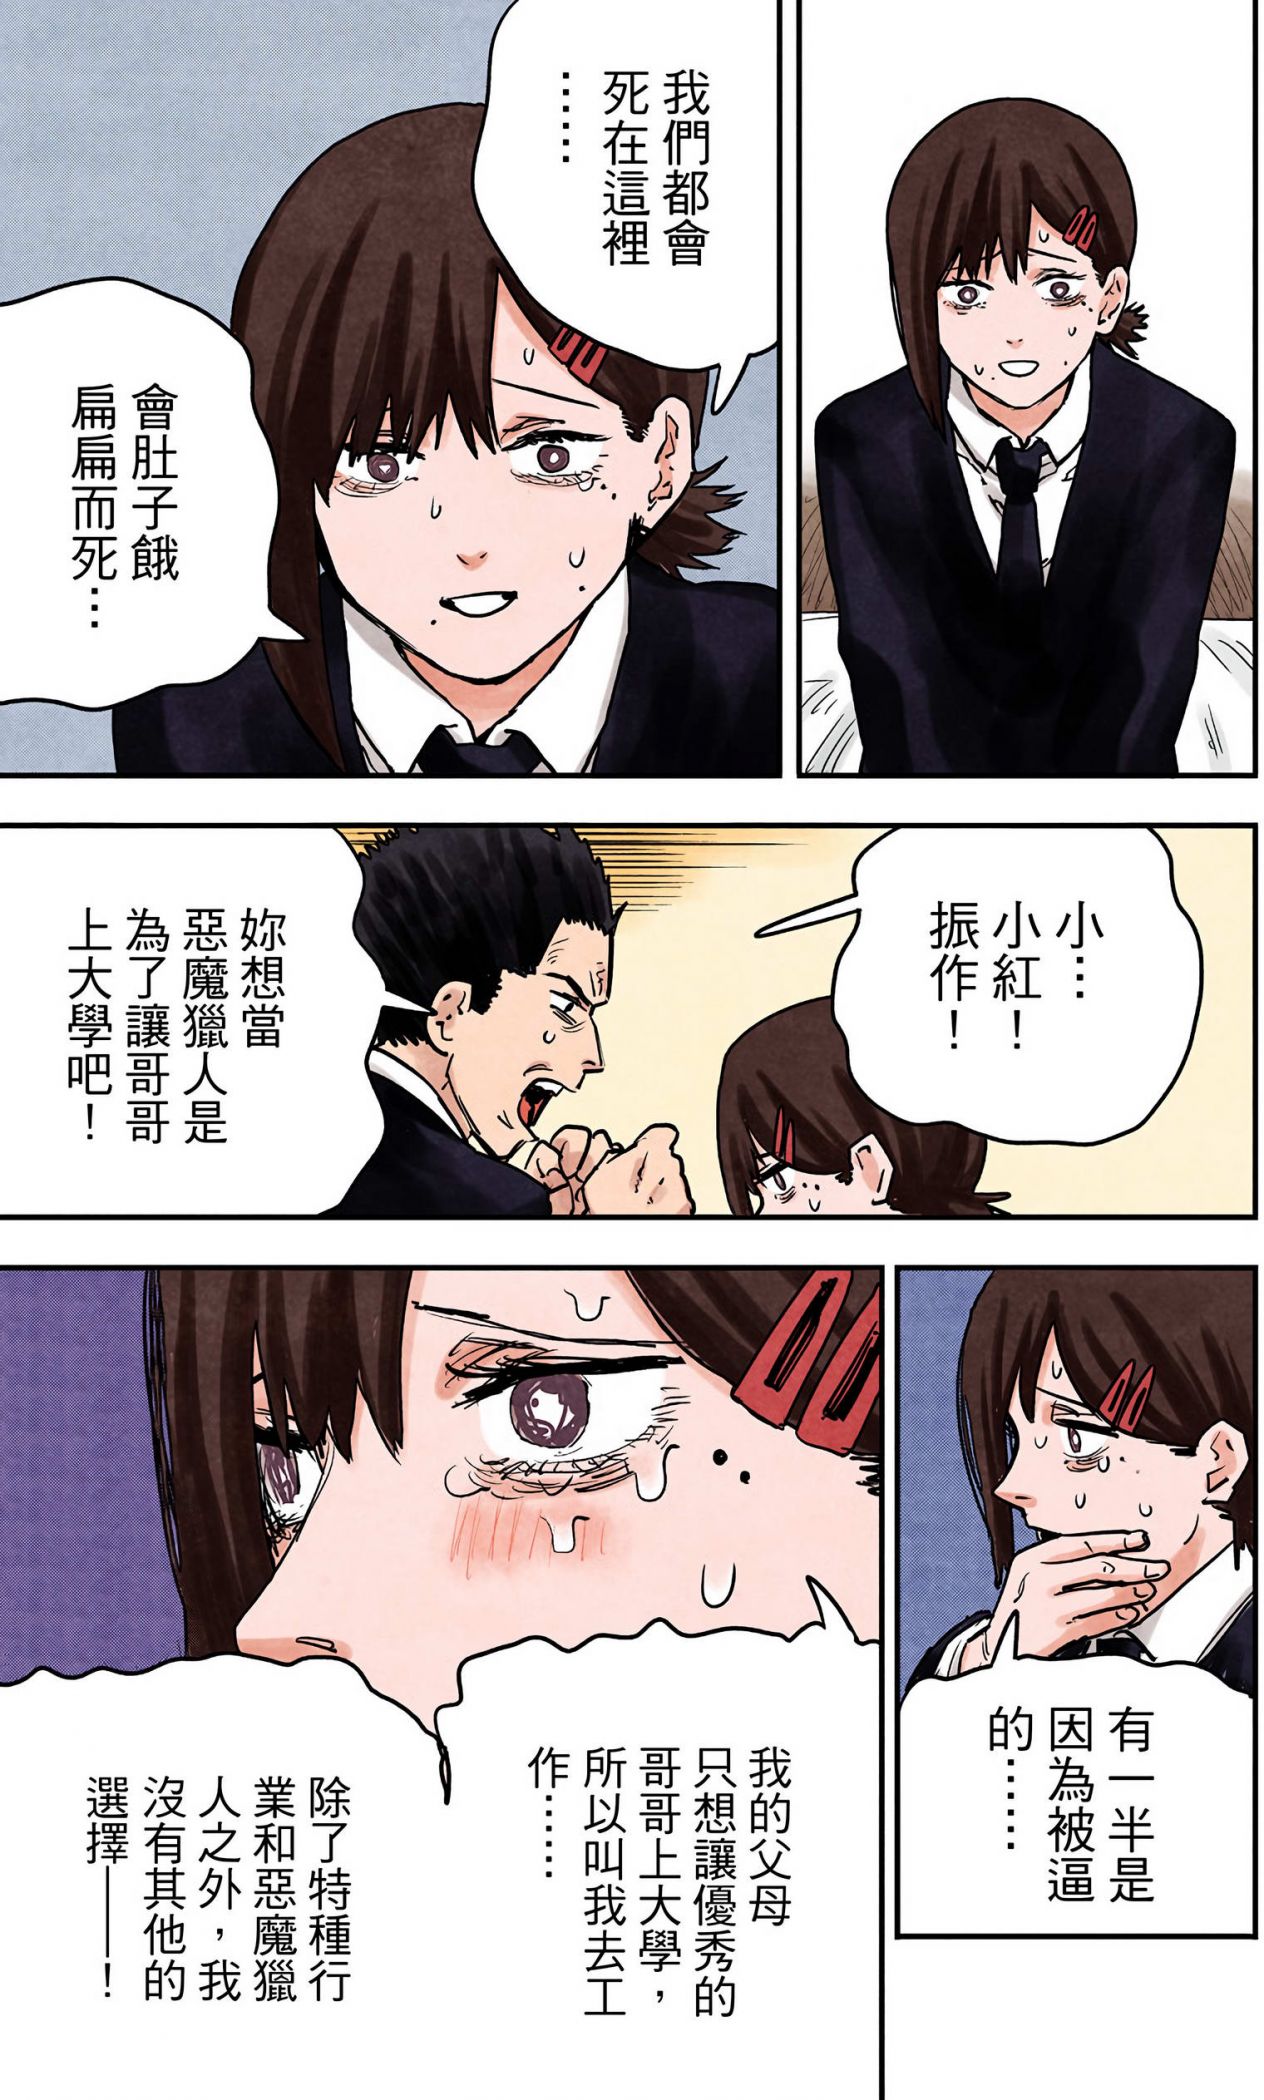 我們都會
死在這裡
……
會肚子餓
扁扁而死…
小…
小紅！
振作！
妳想當
惡魔獵人是
為了讓哥哥
上大學吧！
有一半是
因為被逼
的……
我的父母
只想讓優秀的
哥哥上大學，
所以叫我去工
作……
除了特種行
業和惡魔獵
人之外，我
沒有其他的
選擇——！